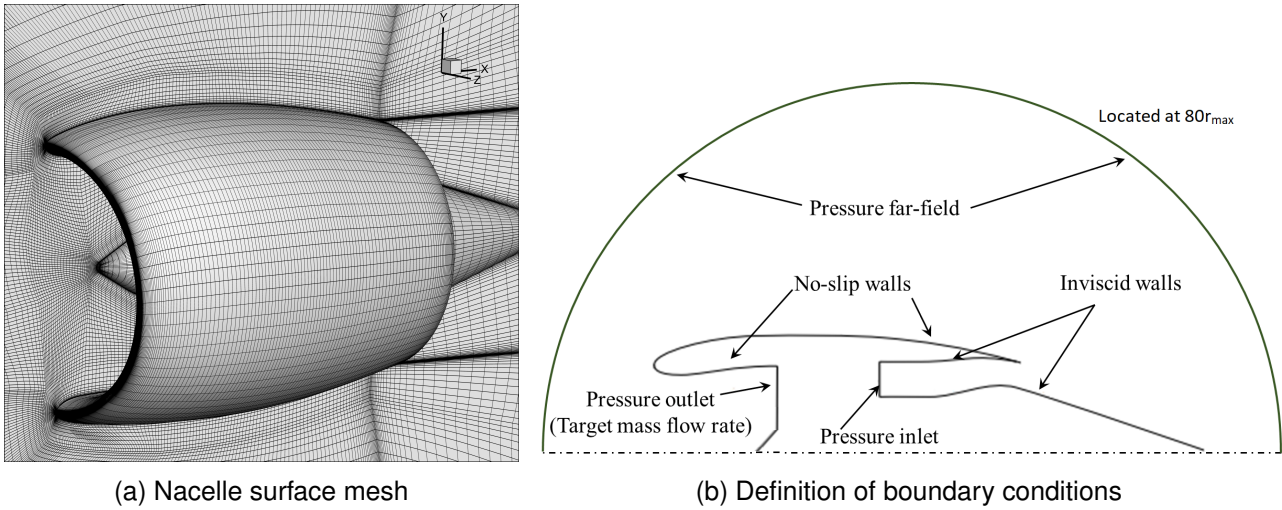 Y
X
Z
Located at 80r_max
Pressure far-field
No-slip walls
Inviscid walls
Pressure outlet
(Target mass flow rate)
Pressure inlet
(a) Nacelle surface mesh
(b) Definition of boundary conditions